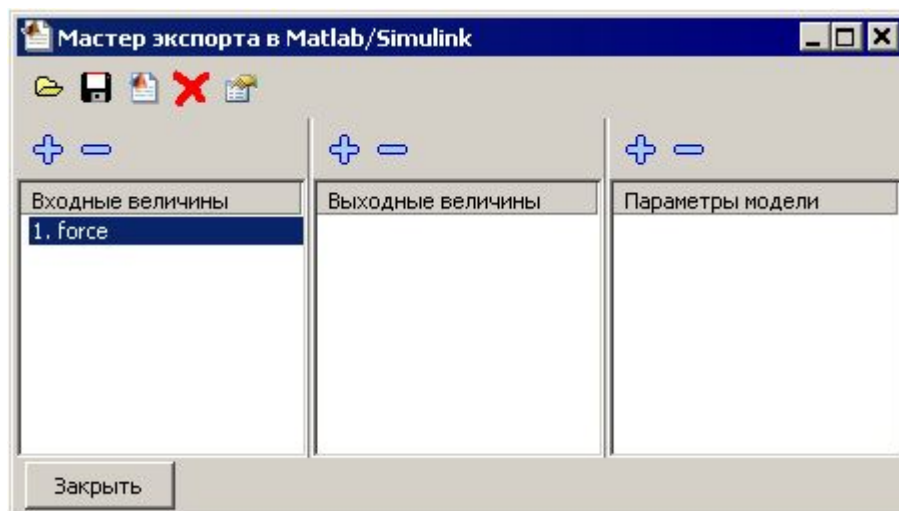 Мастер экспорта в Matlab/Simulink
Входные величины
Выходные величины
Параметры модели
1. force
Закрыть